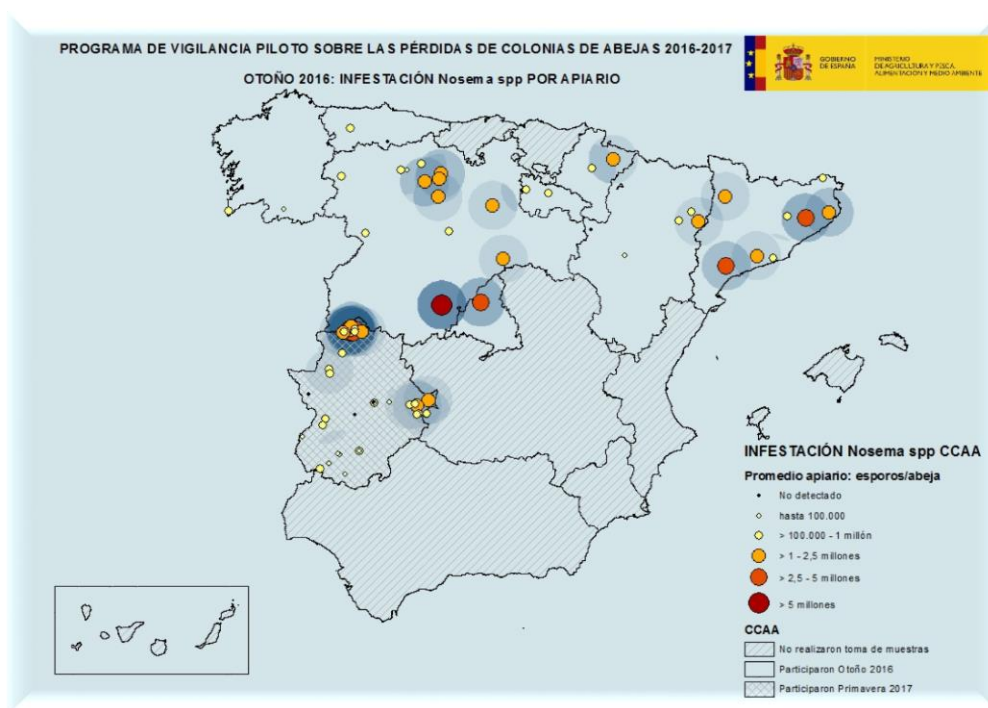 PROGRAMA DE VIGILANCIA PILOTO SOBRE LAS PÉRDIDAS DE COLONIAS DE ABEJAS 2016-2017
OTOÑO 2016: INFESTACIÓN Nosema spp POR APIARIO
GOBIERNO
DE ESPAÑA
MINISTERIO
DE AGRICULTURA Y PESCA,
ALIMENTACIÓN Y MEDIO AMBIENTE
INFESTACIÓN Nosema spp CCAA
Promedio apiario: esporos/abeja
No detectado
hasta 100.000
> 100.000 - 1 millón
> 1 - 2,5 millones
> 2,5 - 5 millones
> 5 millones
CCAA
No realizaron toma de muestras
Participaron Otoño 2016
Participaron Primavera 2017